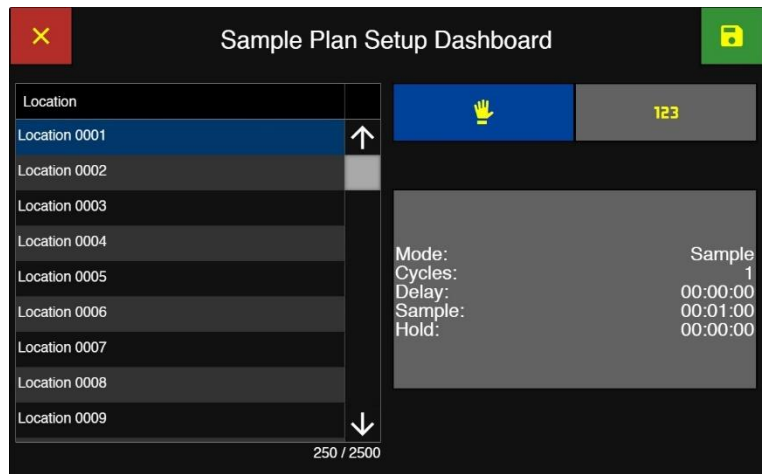 Sample Plan Setup Dashboard
Location
Location 0001
Location 0002
Location 0003
Location 0004
Location 0005
Location 0006
Location 0007
Location 0008
Location 0009
250 / 2500
123
Mode: Sample
Cycles: 1
Delay: 00:00:00
Sample: 00:01:00
Hold: 00:00:00